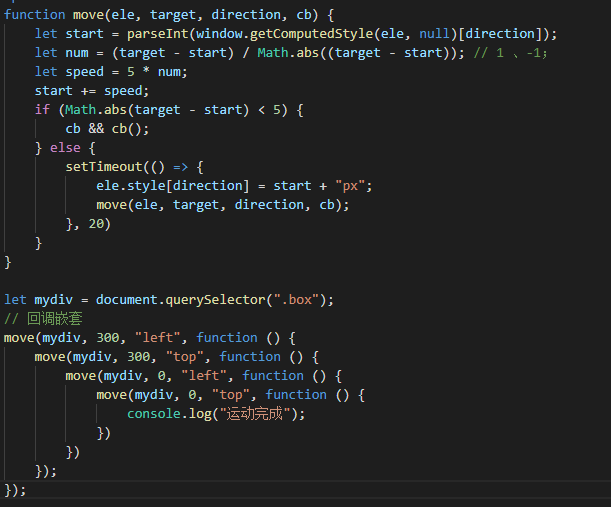 function move(ele, target, direction, cb) {
    let start = parseInt(window.getComputedStyle(ele, null)[direction]);
    let num = (target - start) / Math.abs((target - start)); // 1 、-1;
    let speed = 5 * num;
    start += speed;
    if (Math.abs(target - start) < 5) {
        cb && cb();
    } else {
        setTimeout(() => {
            ele.style[direction] = start + "px";
            move(ele, target, direction, cb);
        }, 20)
    }
}
let mydiv = document.querySelector(".box");
// 回调嵌套
move(mydiv, 300, "left", function () {
    move(mydiv, 300, "top", function () {
        move(mydiv, 0, "left", function () {
            move(mydiv, 0, "top", function () {
                console.log("运动完成");
            })
        })
    });
});